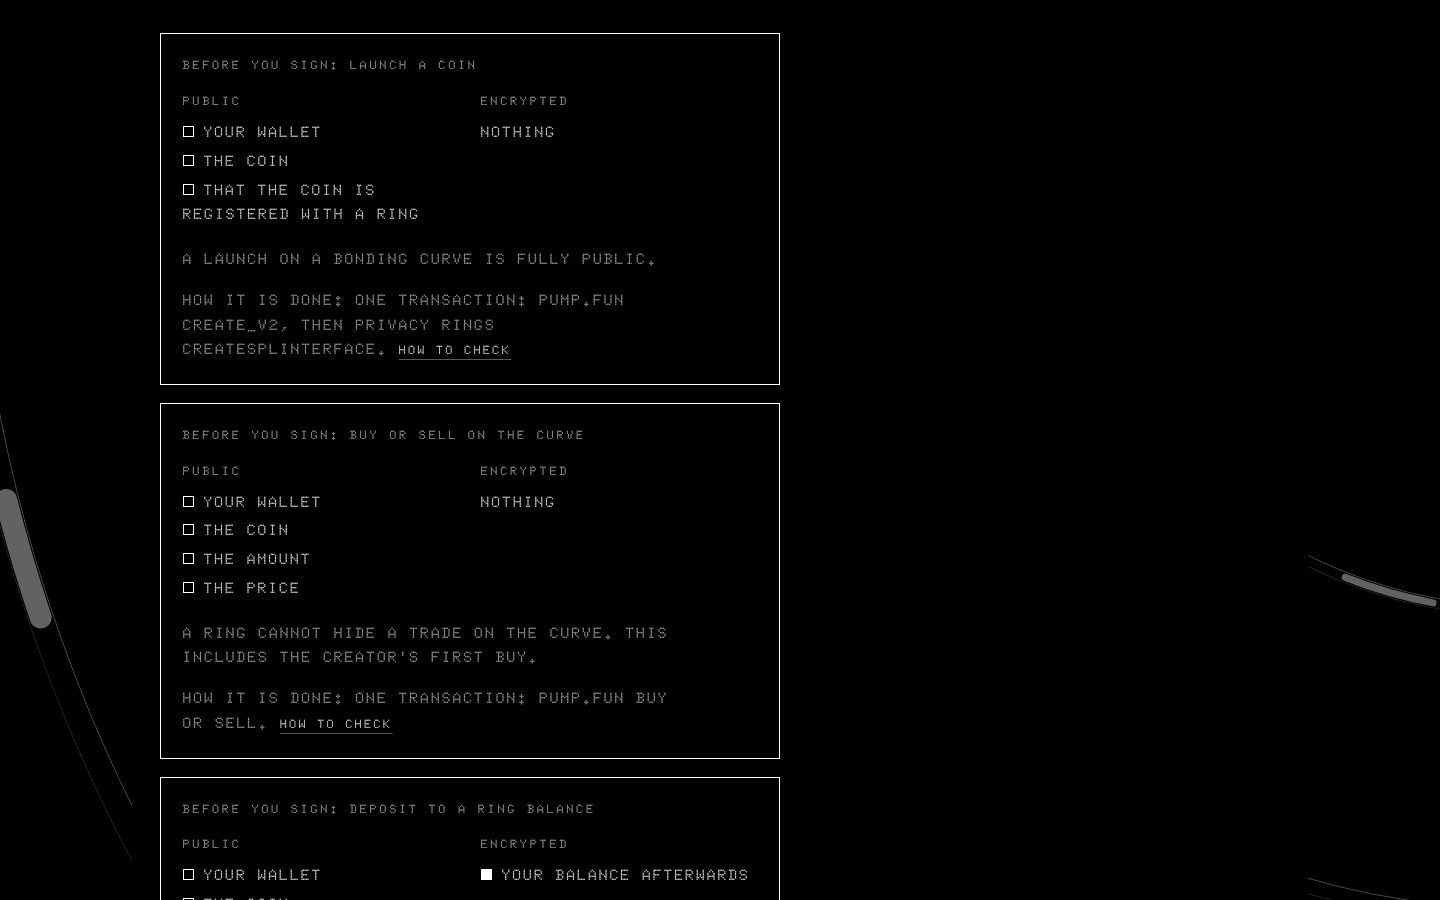 BEFORE YOU SIGN: LAUNCH A COIN
PUBLIC
ENCRYPTED
YOUR WALLET
NOTHING
THE COIN
THAT THE COIN IS
REGISTERED WITH A RING
A LAUNCH ON A BONDING CURVE IS FULLY PUBLIC.
HOW IT IS DONE: ONE TRANSACTION: PUMP.FUN
CREATE_V2, THEN PRIVACY RINGS
CREATESPLINTERFACE. HOW TO CHECK
BEFORE YOU SIGN: BUY OR SELL ON THE CURVE
PUBLIC
ENCRYPTED
YOUR WALLET
NOTHING
THE COIN
THE AMOUNT
THE PRICE
A RING CANNOT HIDE A TRADE ON THE CURVE. THIS
INCLUDES THE CREATOR'S FIRST BUY.
HOW IT IS DONE: ONE TRANSACTION: PUMP.FUN BUY
OR SELL. HOW TO CHECK
BEFORE YOU SIGN: DEPOSIT TO A RING BALANCE
PUBLIC
ENCRYPTED
YOUR WALLET
YOUR BALANCE AFTERWARDS